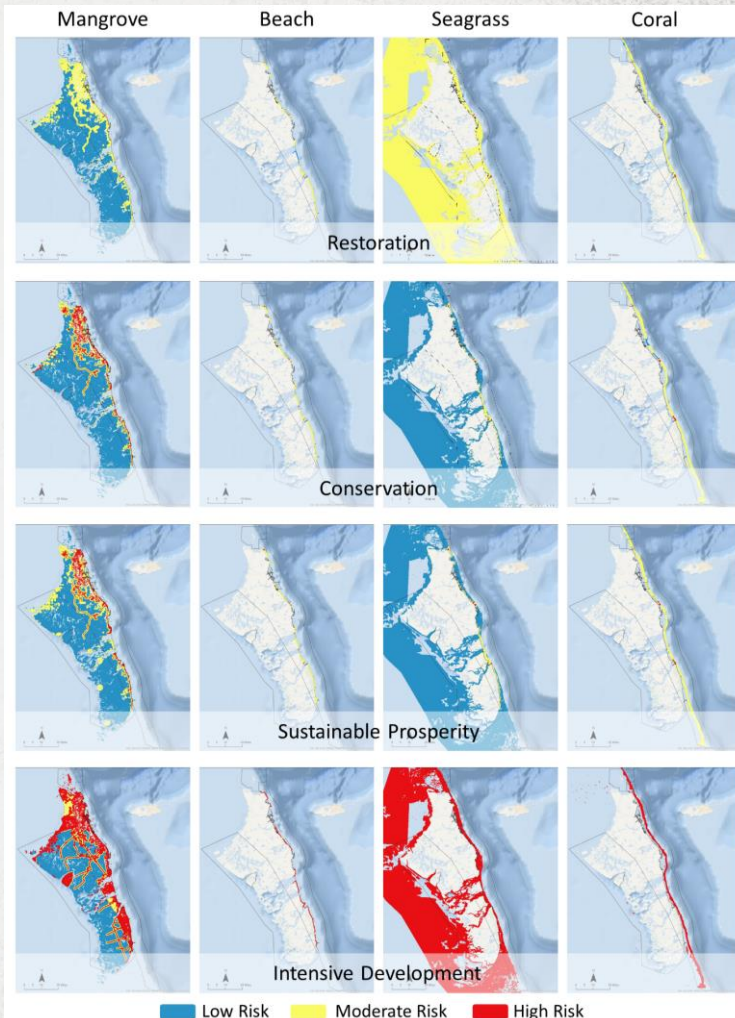 Mangrove Beach Seagrass Coral
Restoration
Conservation
Sustainable Prosperity
Intensive Development
Low Risk Moderate Risk High Risk